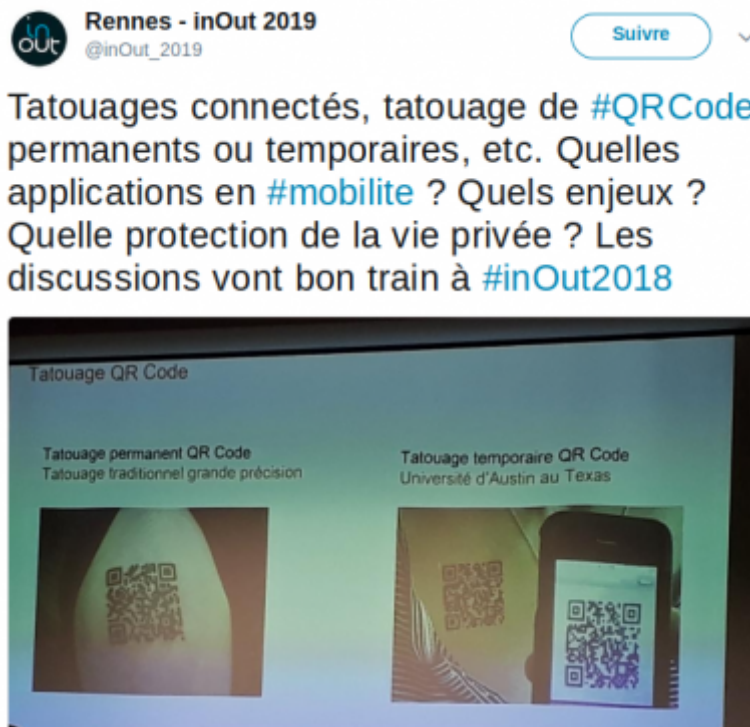 inOut
Rennes - inOut 2019
@inOut_2019
Suivre
Tatouages connectés, tatouage de #QRCode
permanents ou temporaires, etc. Quelles
applications en #mobilite ? Quels enjeux ?
Quelle protection de la vie privée ? Les
discussions vont bon train à #inOut2018
Tatouage QR Code
Tatouage permanent QR Code
Tatouage traditionnel grande précision
Tatouage temporaire QR Code
Université d'Austin au Texas